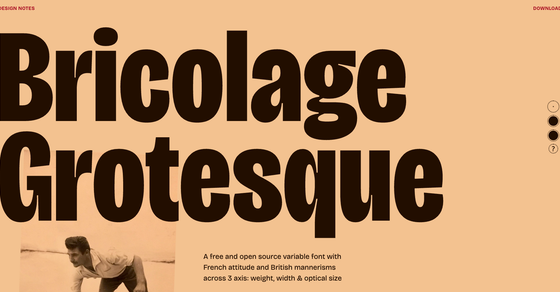 DESIGN NOTES
DOWNLOAD
Bricolage
Grotesque
?
A free and open source variable font with
French attitude and British mannerisms
across 3 axis: weight, width & optical size